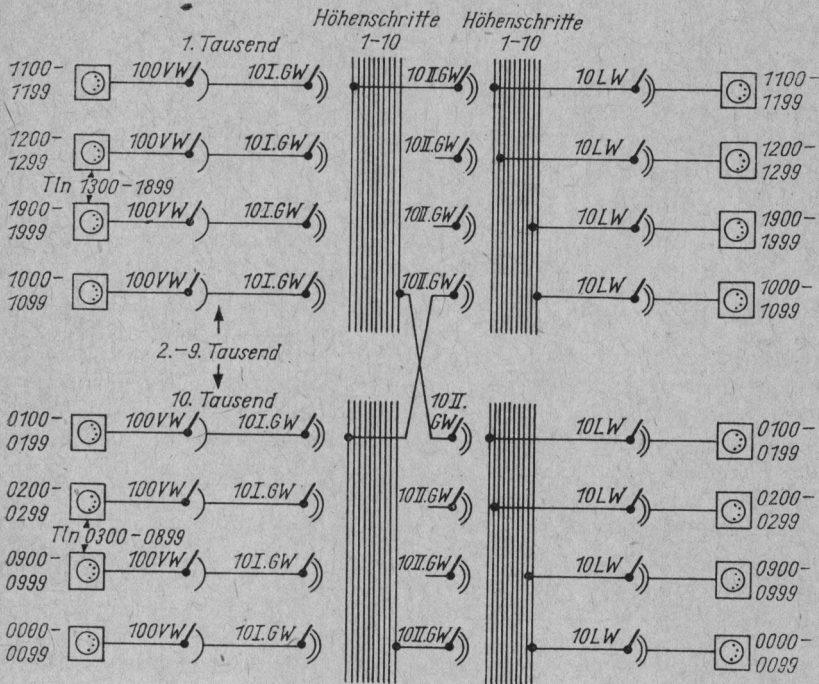 Höhenschritte Höhenschritte
1-10 1-10
1. Tausend
1100- 100VW 10I.GW 10II.GW 10LW 1100-
1199 1199
1200- 100VW 10I.GW 10II.GW 10LW 1200-
1299 1299
Tln 1300-1899
1900- 100VW 10I.GW 10II.GW 10LW 1900-
1999 1999
1000- 100VW 10I.GW 10II.GW 10LW 1000-
1099 1099
2.-9. Tausend
10. Tausend
0100- 100VW 10I.GW 10II. 10LW 0100-
0199 GW 0199
0200- 100VW 10I.GW 10II.GW 10LW 0200-
0299 0299
Tln 0300-0899
0900- 100VW 10I.GW 10II.GW 10LW 0900-
0999 0999
0000- 100VW 10I.GW 10II.GW 10LW 0000-
0099 0099